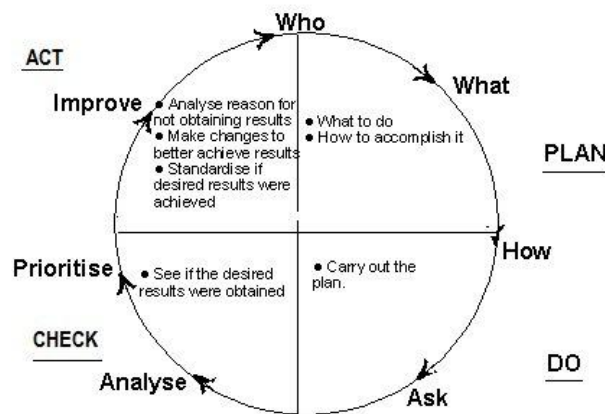 Who
ACT
What
Improve
● Analyse reason for
not obtaining results
● Make changes to
better achieve results
● Standardise if
desired results were
achieved
● What to do
● How to accomplish it
PLAN
How
Prioritise
● See if the desired
results were obtained
● Carry out the
plan.
CHECK
Analyse
Ask
DO